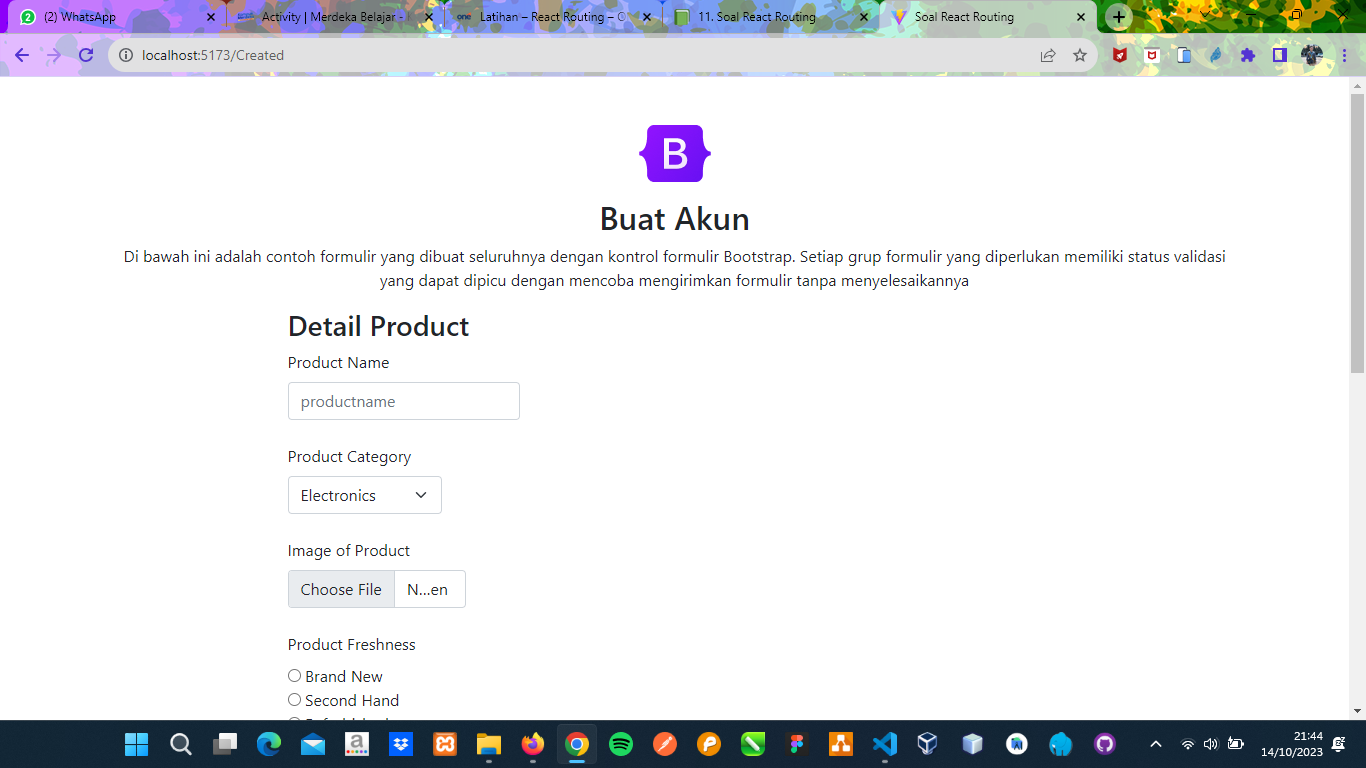 (2) WhatsApp
Activity | Merdeka Belajar -
Latihan – React Routing –
11. Soal React Routing
Soal React Routing
localhost:5173/Created
B
Buat Akun
Di bawah ini adalah contoh formulir yang dibuat seluruhnya dengan kontrol formulir Bootstrap. Setiap grup formulir yang diperlukan memiliki status validasi
yang dapat dipicu dengan mencoba mengirimkan formulir tanpa menyelesaikannya
Detail Product
Product Name
productname
Product Category
Electronics
Image of Product
Choose File N...en
Product Freshness
Brand New
Second Hand
21:44
14/10/2023